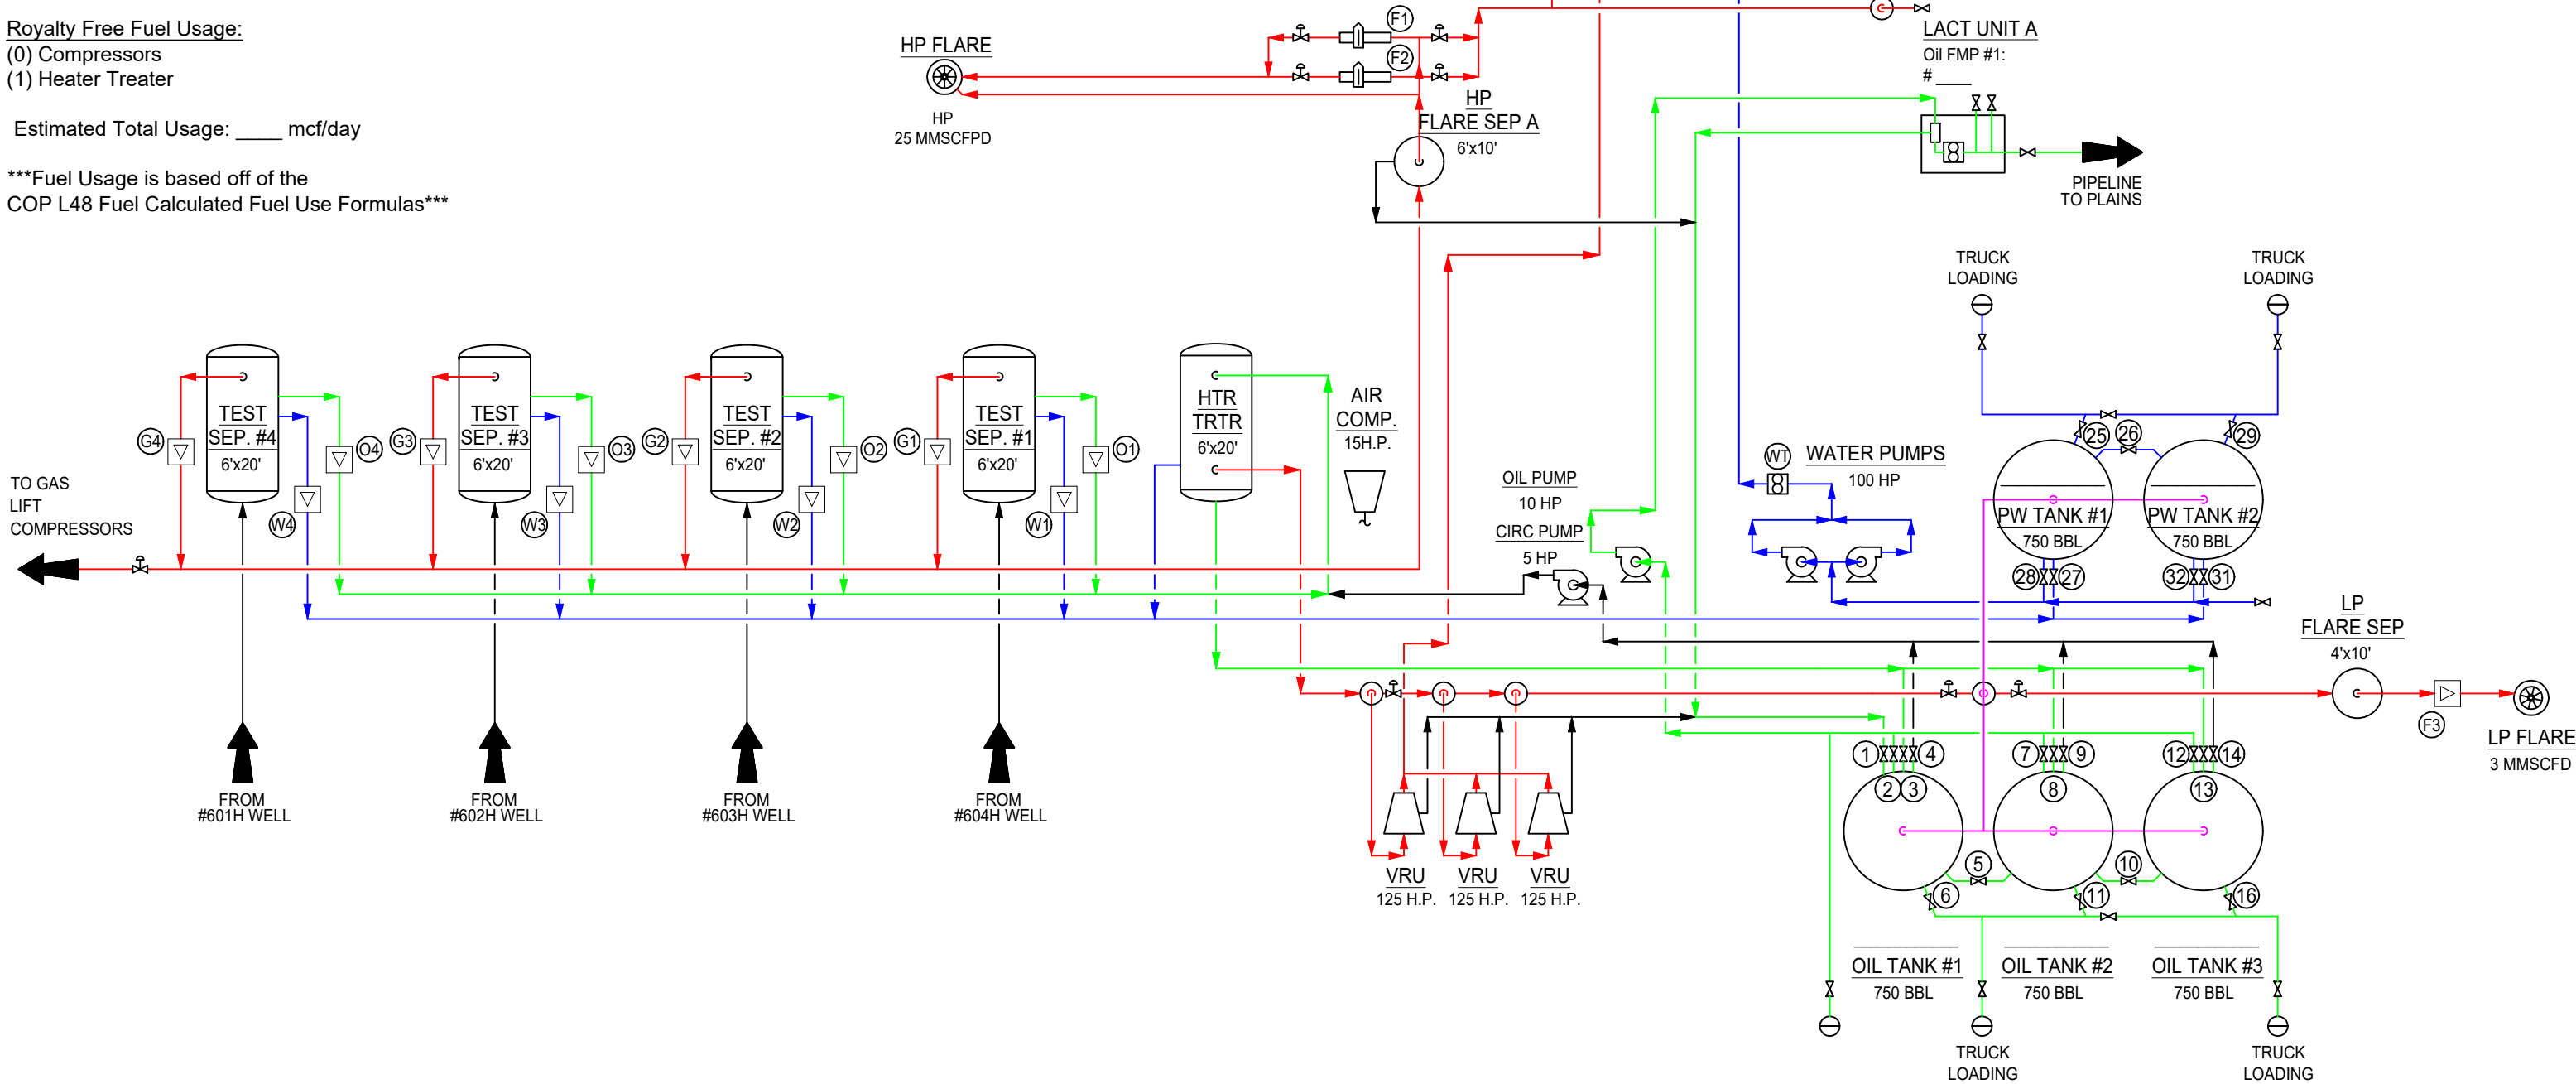 Royalty Free Fuel Usage:
(0) Compressors
(1) Heater Treater
Estimated Total Usage: ____ mcf/day
***Fuel Usage is based off of the
COP L48 Fuel Calculated Fuel Use Formulas***
HP FLARE
HP
25 MMSCFPD
F1
F2
HP
FLARE SEP A
6'x10'
LACT UNIT A
Oil FMP #1:
# ____
PIPELINE
TO PLAINS
TRUCK
LOADING
TRUCK
LOADING
TEST
SEP. #4
6'x20'
G4
O4
W4
TEST
SEP. #3
6'x20'
G3
O3
W3
TEST
SEP. #2
6'x20'
G2
O2
W2
TEST
SEP. #1
6'x20'
G1
O1
W1
HTR
TRTR
6'x20'
AIR
COMP.
15H.P.
TO GAS
LIFT
COMPRESSORS
OIL PUMP
10 HP
CIRC PUMP
5 HP
WT
WATER PUMPS
100 HP
25
26
29
PW TANK #1
750 BBL
PW TANK #2
750 BBL
28
27
32
31
LP
FLARE SEP
4'x10'
F3
LP FLARE
3 MMSCFD
FROM
#601H WELL
FROM
#602H WELL
FROM
#603H WELL
FROM
#604H WELL
VRU
125 H.P.
VRU
125 H.P.
VRU
125 H.P.
1
4
2
3
7
9
8
12
14
13
5
10
6
11
16
OIL TANK #1
750 BBL
OIL TANK #2
750 BBL
OIL TANK #3
750 BBL
TRUCK
LOADING
TRUCK
LOADING